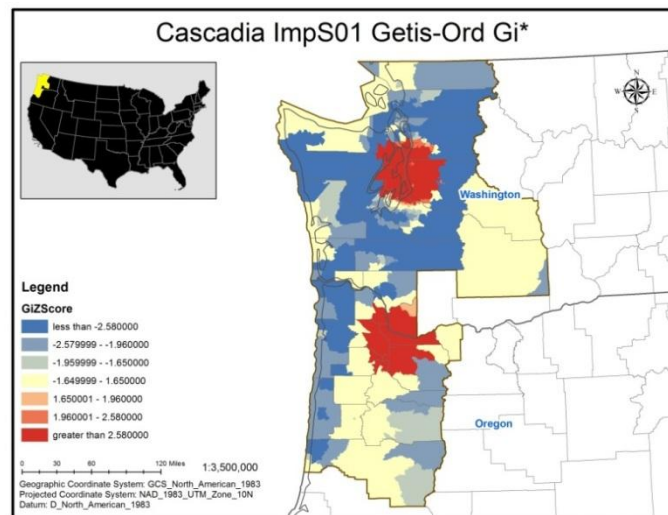 Cascadia ImpS01 Getis-Ord Gi*
N
W
E
S
Washington
Oregon
Legend
GiZScore
less than -2.580000
-2.579999 - -1.960000
-1.959999 - -1.650000
-1.649999 - 1.650000
1.650001 - 1.960000
1.960001 - 2.580000
greater than 2.580000
0 30 60 120 Miles
1:3,500,000
Geographic Coordinate System: GCS_North_American_1983
Projected Coordinate System: NAD_1983_UTM_Zone_10N
Datum: D_North_American_1983